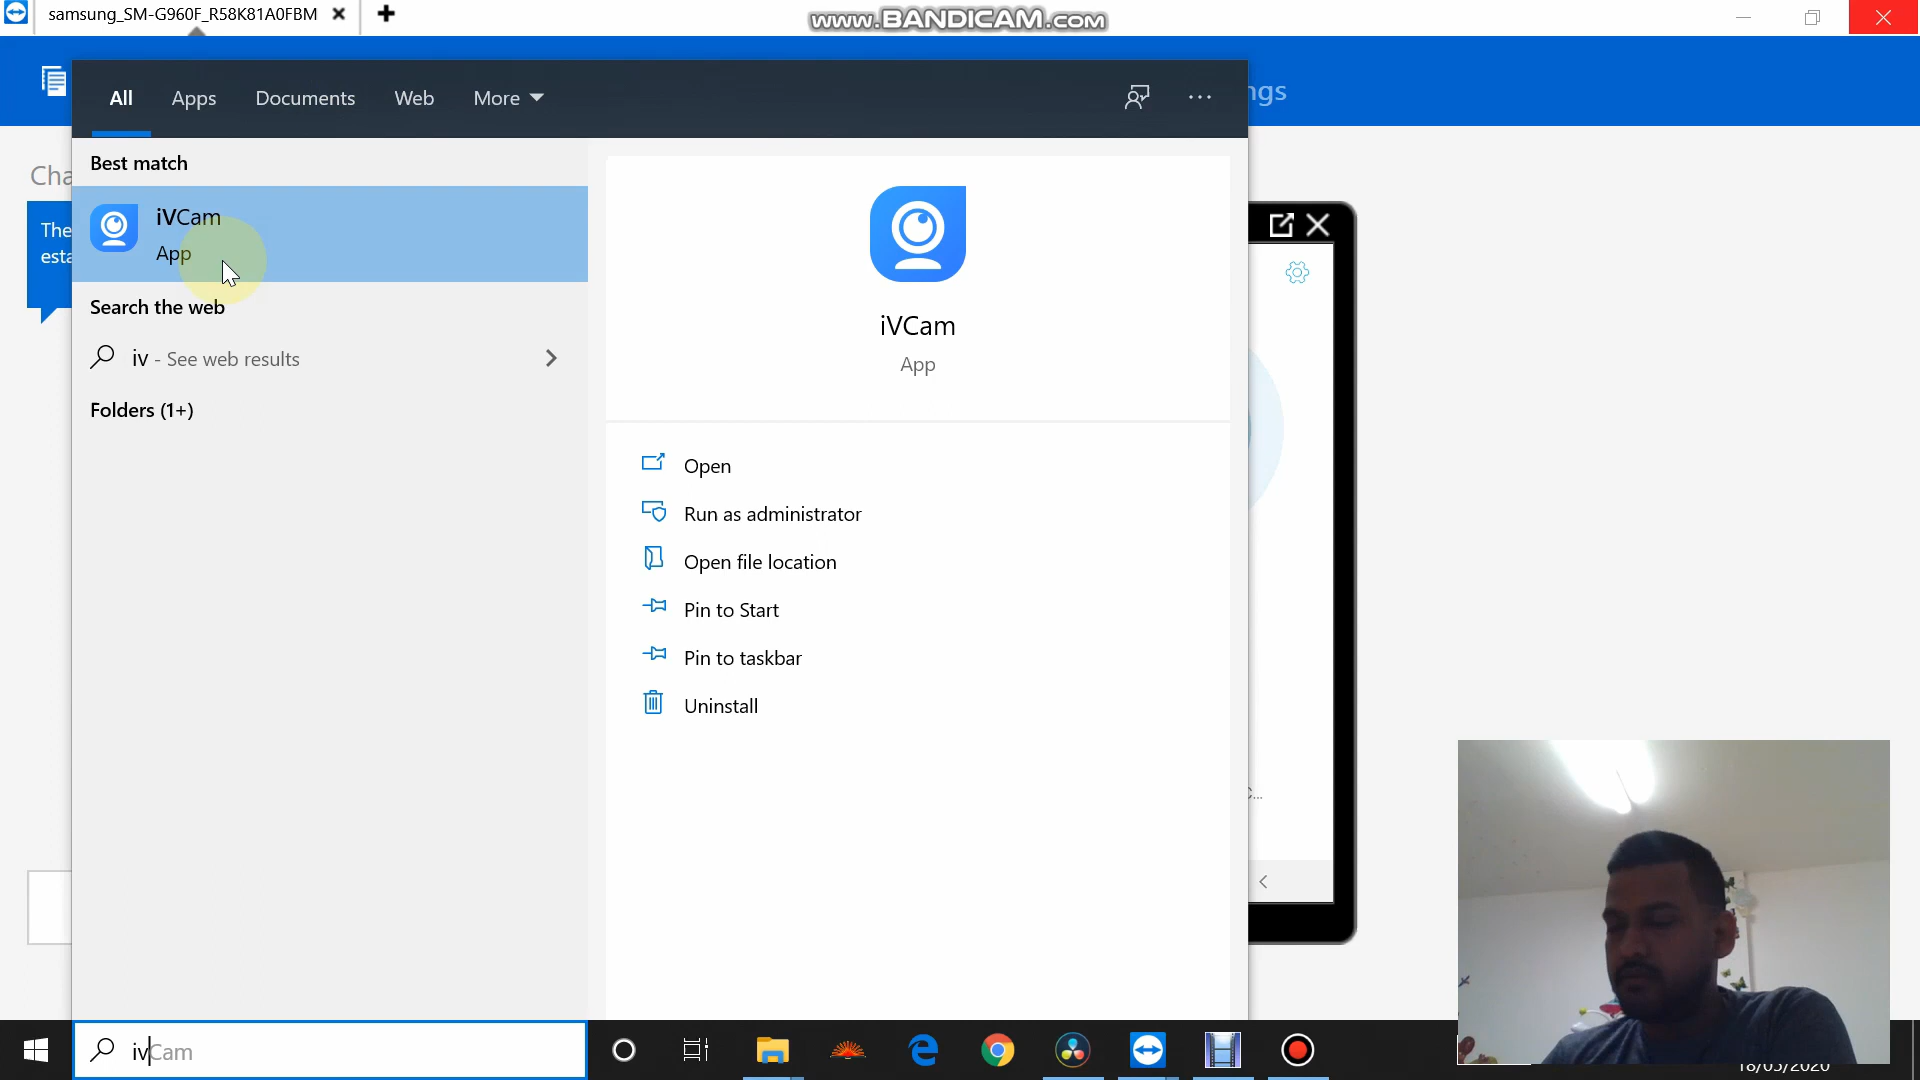 samsung_SM-G960F_R58K81A0FBM
www.BANDICAM.com
All Apps Documents Web More
ngs
Best match
Cha
iVCam
App
The
esta
Search the web
iv - See web results
Folders (1+)
iVCam
App
Open
Run as administrator
Open file location
Pin to Start
Pin to taskbar
Uninstall
ivCam